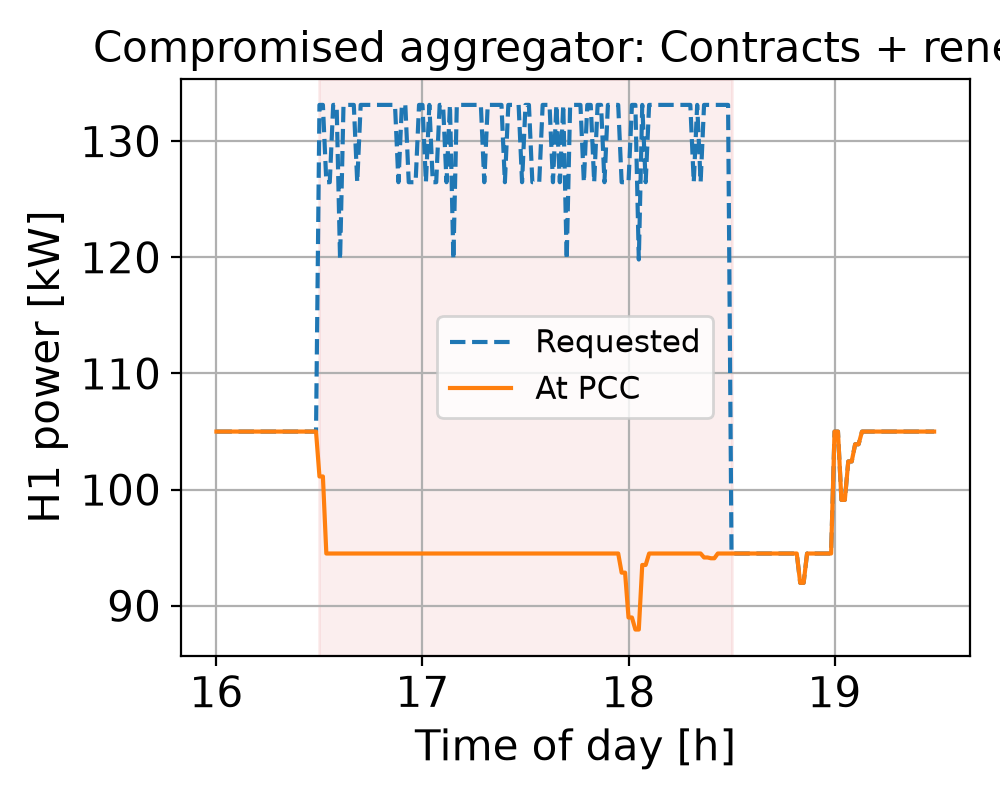 Compromised aggregator: Contracts + rene
H1 power [kW]
130
120
110
100
90
Requested
At PCC
16 17 18 19
Time of day [h]